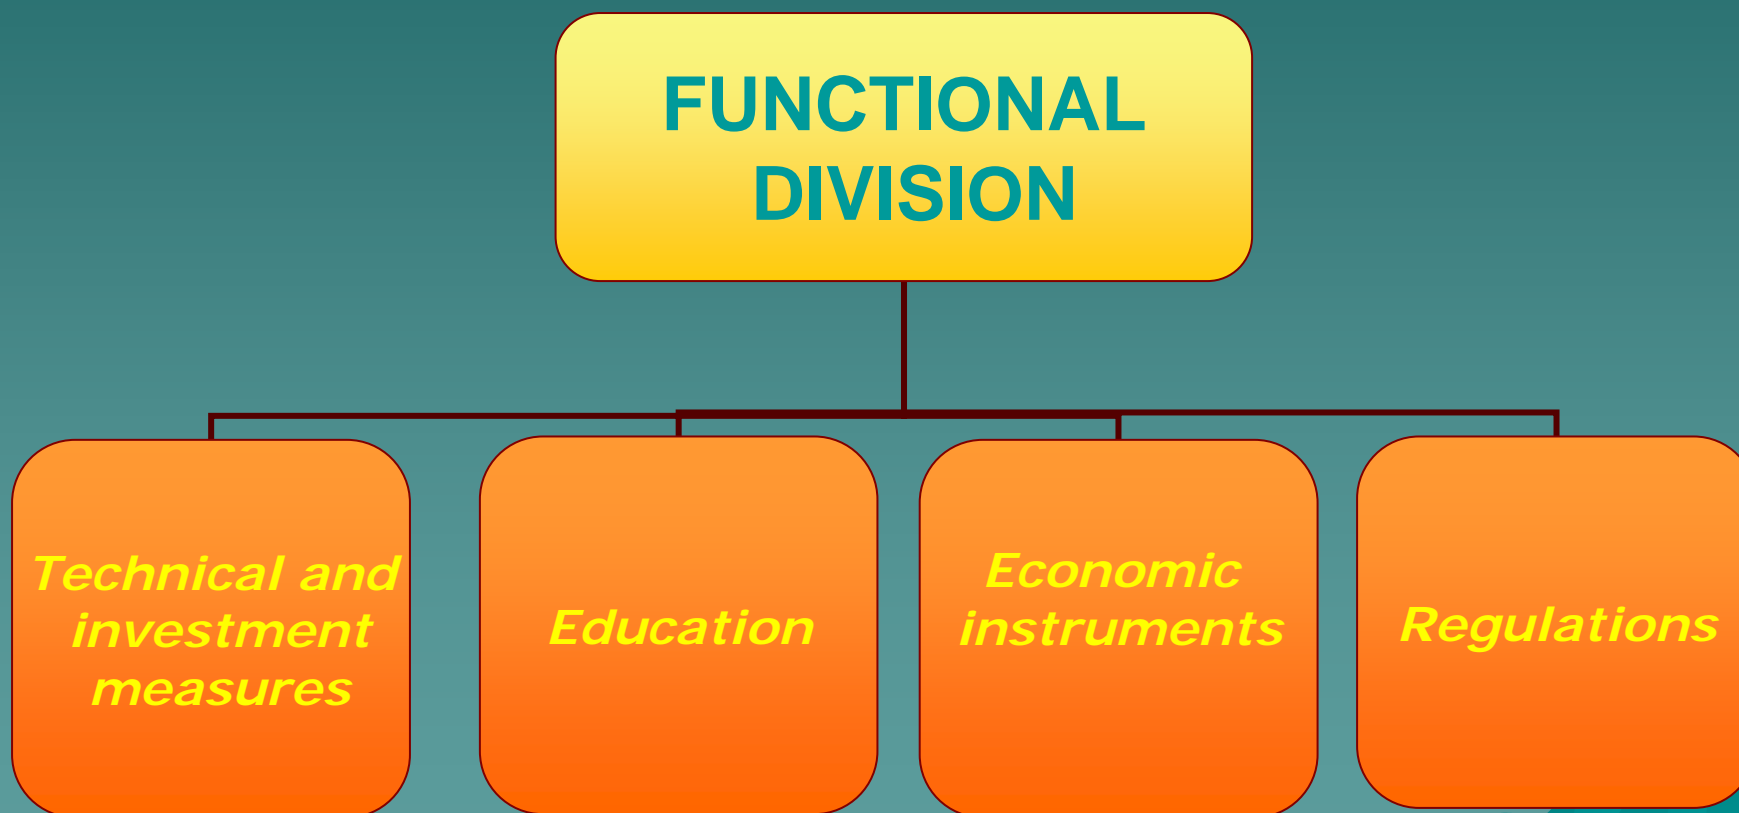 FUNCTIONAL
DIVISION
Technical and
investment
measures
Education
Economic
instruments
Regulations